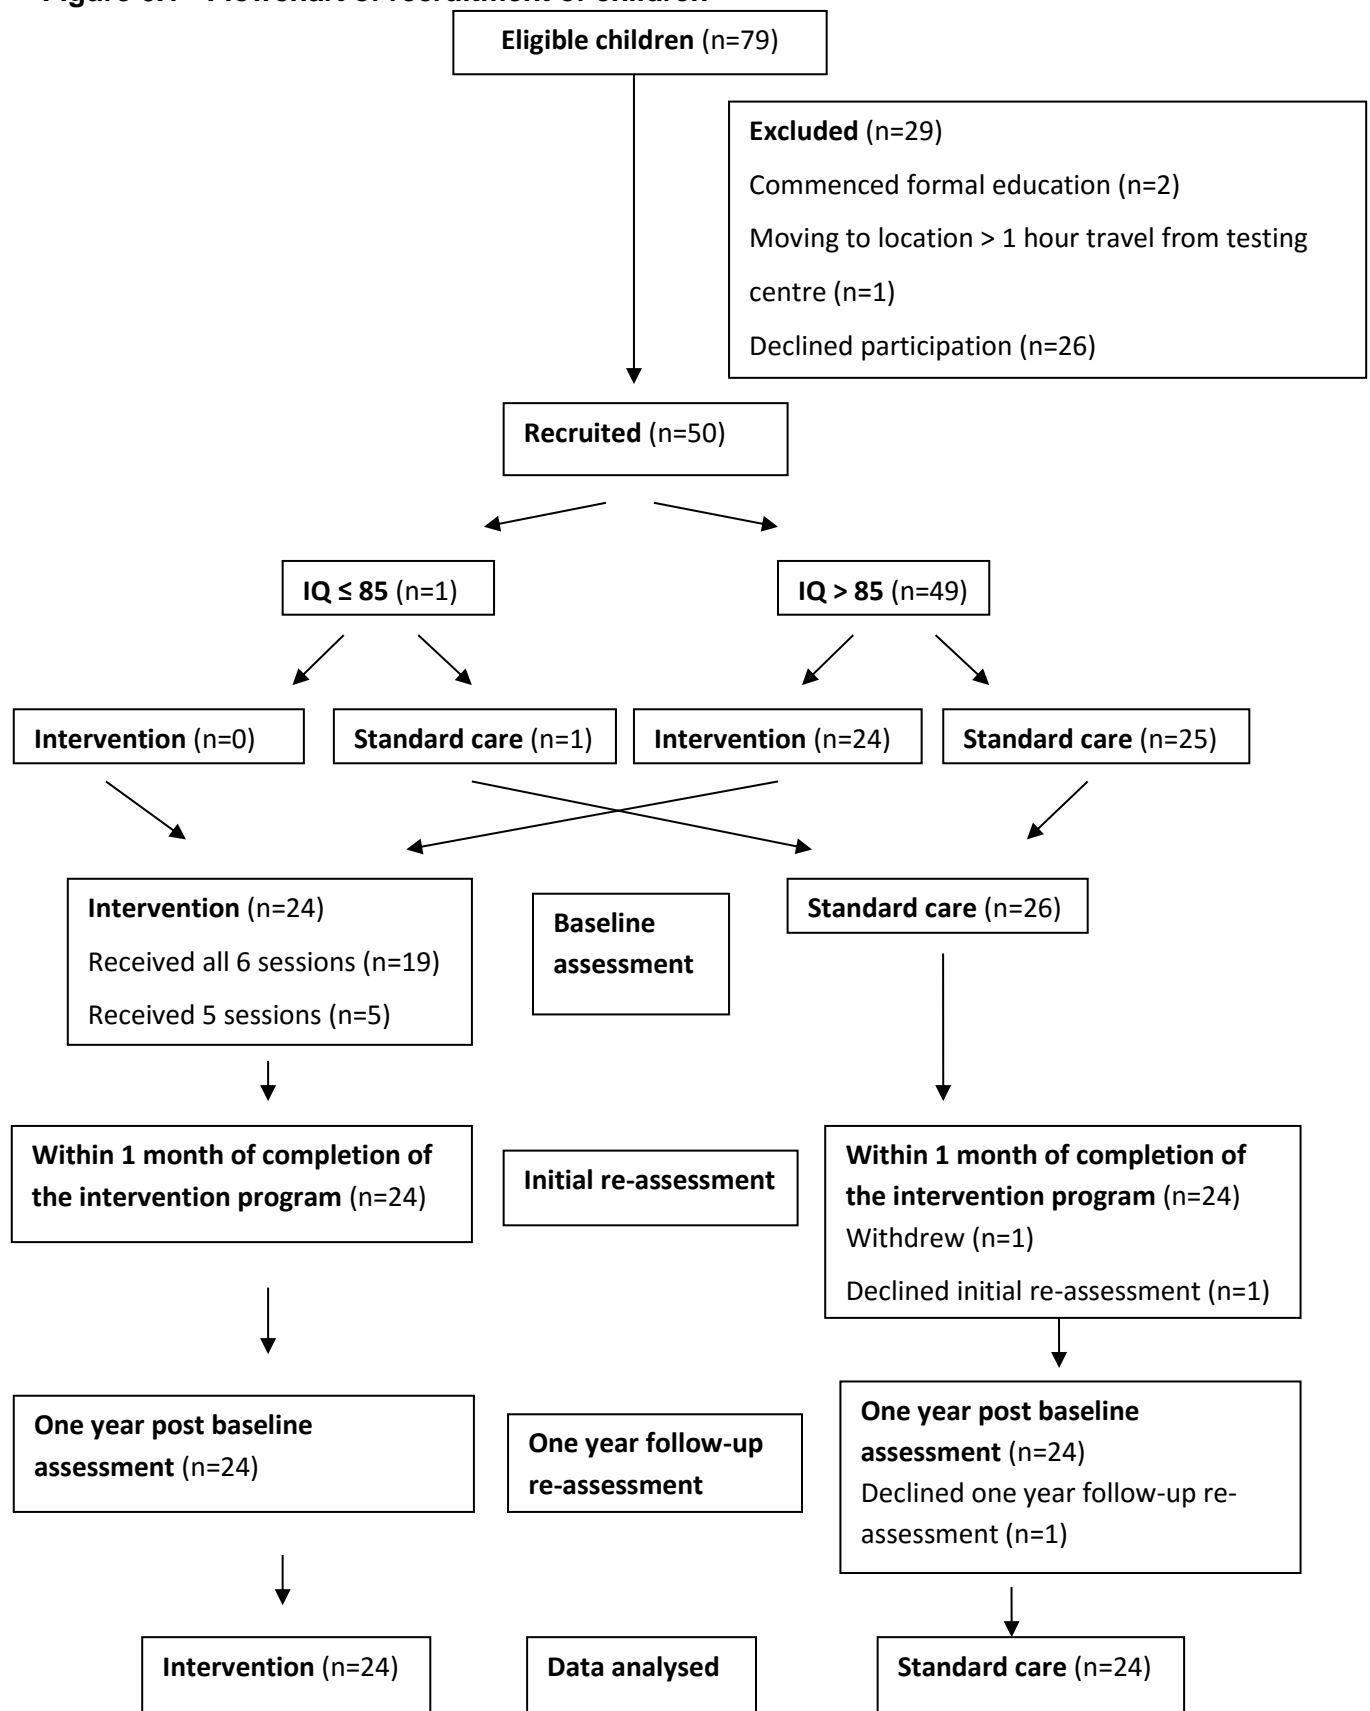 Eligible children (n=79)
Excluded (n=29)
Commenced formal education (n=2)
Moving to location > 1 hour travel from testing
centre (n=1)
Declined participation (n=26)
Recruited (n=50)
IQ ≤ 85 (n=1)
IQ > 85 (n=49)
Intervention (n=0)
Standard care (n=1)
Intervention (n=24)
Standard care (n=25)
Intervention (n=24)
Received all 6 sessions (n=19)
Received 5 sessions (n=5)
Baseline
assessment
Standard care (n=26)
Within 1 month of completion of
the intervention program (n=24)
Initial re-assessment
Within 1 month of completion of
the intervention program (n=24)
Withdrew (n=1)
Declined initial re-assessment (n=1)
One year post baseline
assessment (n=24)
One year follow-up
re-assessment
One year post baseline
assessment (n=24)
Declined one year follow-up re-
assessment (n=1)
Intervention (n=24)
Data analysed
Standard care (n=24)